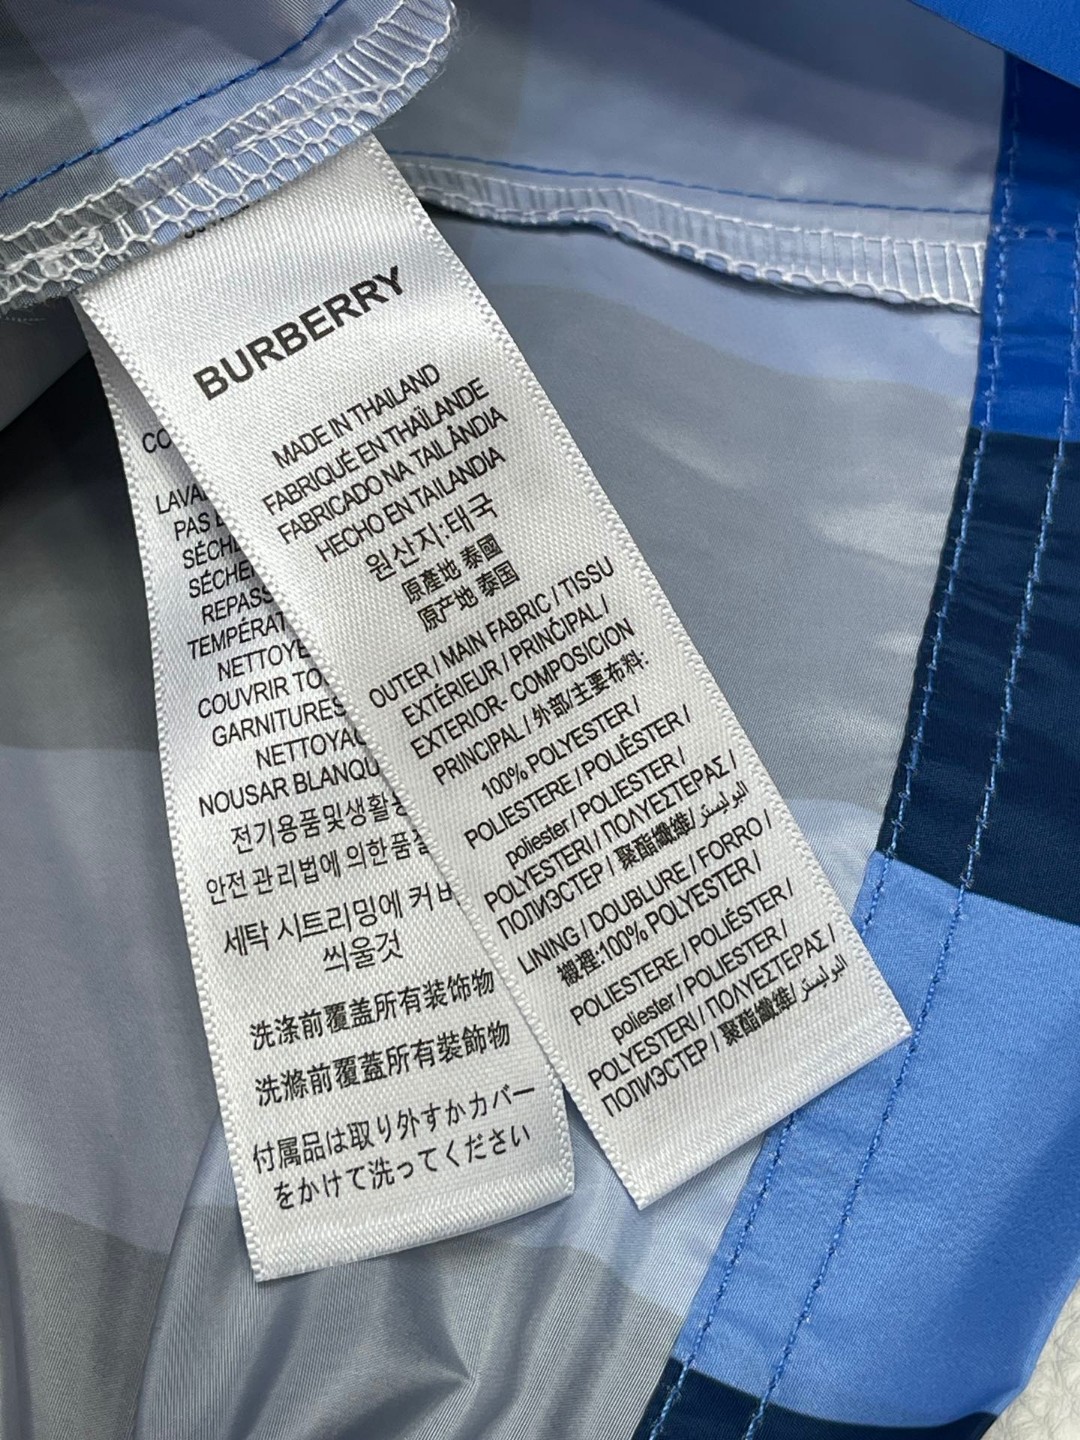 BURBERRY
MADE IN THAILAND
FABRIQUÉ EN THAÏLANDE
FABRICADO NA TAILÂNDIA
HECHO EN TAILANDIA
원산지:태국
原產地 泰國
原产地 泰国
OUTER / MAIN FABRIC / TISSU
EXTÉRIEUR / PRINCIPAL /
EXTERIOR- COMPOSICION
PRINCIPAL / 外部/主要布料:
100% POLYESTER /
POLIESTERE / POLIÉSTER /
poliester / POLIESTER /
POLYESTERI / ΠΟΛΥΕΣΤΕΡΑΣ /
ПОЛИЭСТЕР / 聚酯纖維/ البوليستر
LINING / DOUBLURE / FORRO /
襯裡:100% POLYESTER /
POLIESTERE / POLIÉSTER /
poliester / POLIESTER /
POLYESTERI / ΠΟΛΥΕΣΤΕΡΑΣ /
ПОЛИЭСТЕР / 聚酯纖維/ البوليستر
CO
LAVA
PAS
SÉCH
SÉCHE
REPASS
TEMPÉRAT
NETTOYE
COUVRIR TO
GARNITURES
NETTOYAG
NOUSAR BLANQU
전기용품및생활용
안전관리법에 의한품질
세탁 시트리밍에 커버
씌울것
洗涤前覆盖所有装饰物
洗滌前覆蓋所有裝飾物
付属品は取り外すかカバー
をかけて洗ってください